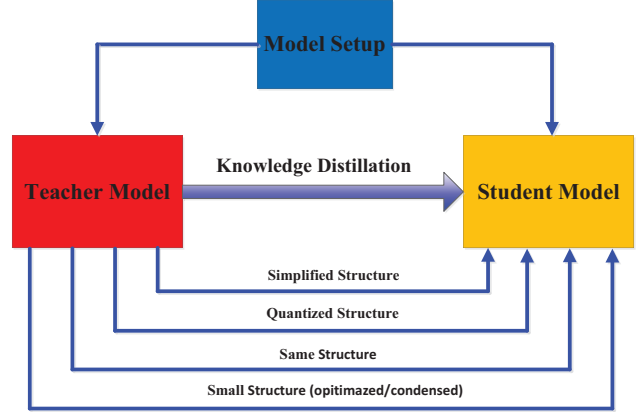 Model Setup
Knowledge Distillation
Teacher Model
Student Model
Simplified Structure
Quantized Structure
Same Structure
Small Structure (opitimazed/condensed)